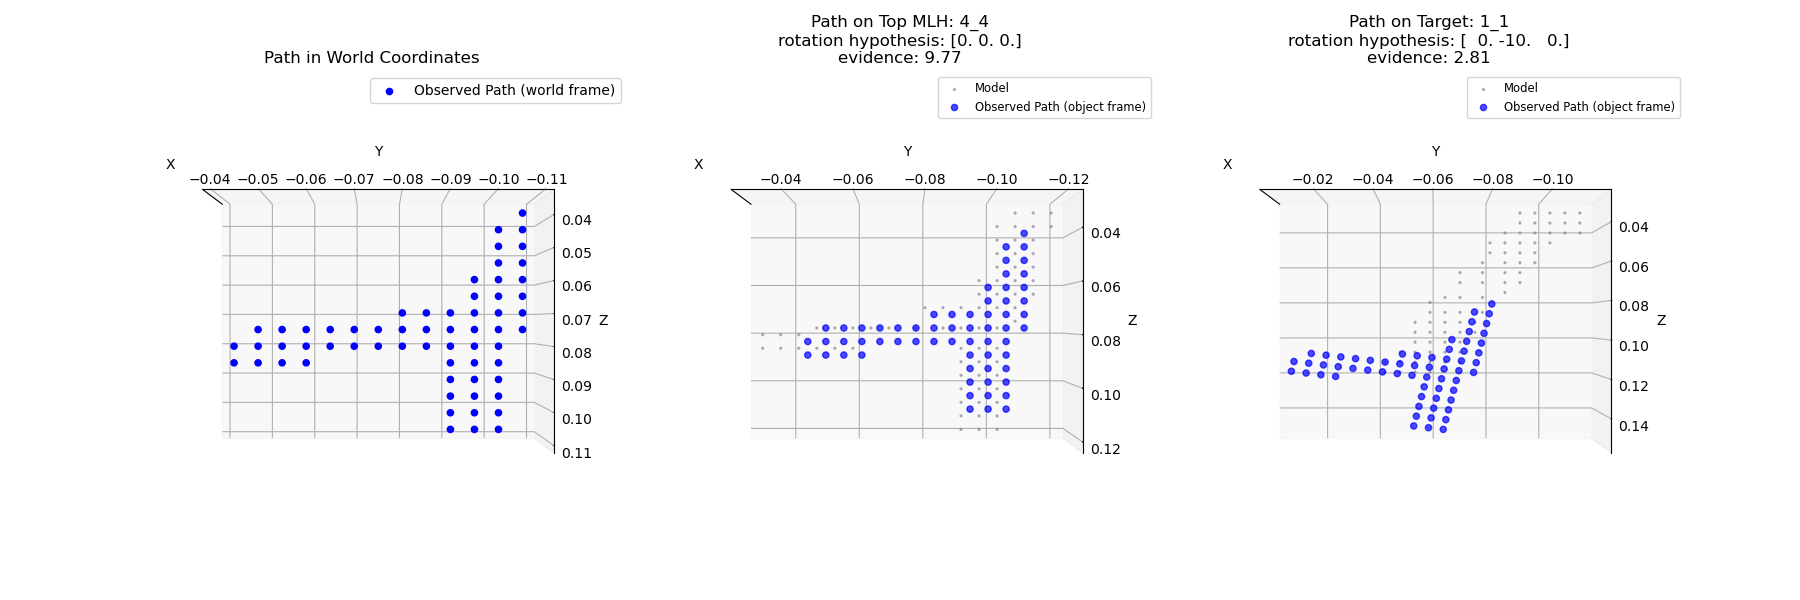 Path in World Coordinates
Observed Path (world frame)
X
Y
−0.04 −0.05 −0.06 −0.07 −0.08 −0.09 −0.10 −0.11
0.04
0.05
0.06
0.07
Z
0.08
0.09
0.10
0.11
Path on Top MLH: 4_4
rotation hypothesis: [0. 0. 0.]
evidence: 9.77
Model
Observed Path (object frame)
X
Y
−0.04 −0.06 −0.08 −0.10 −0.12
0.04
0.06
Z
0.08
0.10
0.12
Path on Target: 1_1
rotation hypothesis: [  0. -10.   0.]
evidence: 2.81
Model
Observed Path (object frame)
X
Y
−0.02 −0.04 −0.06 −0.08 −0.10
0.04
0.06
0.08
Z
0.10
0.12
0.14